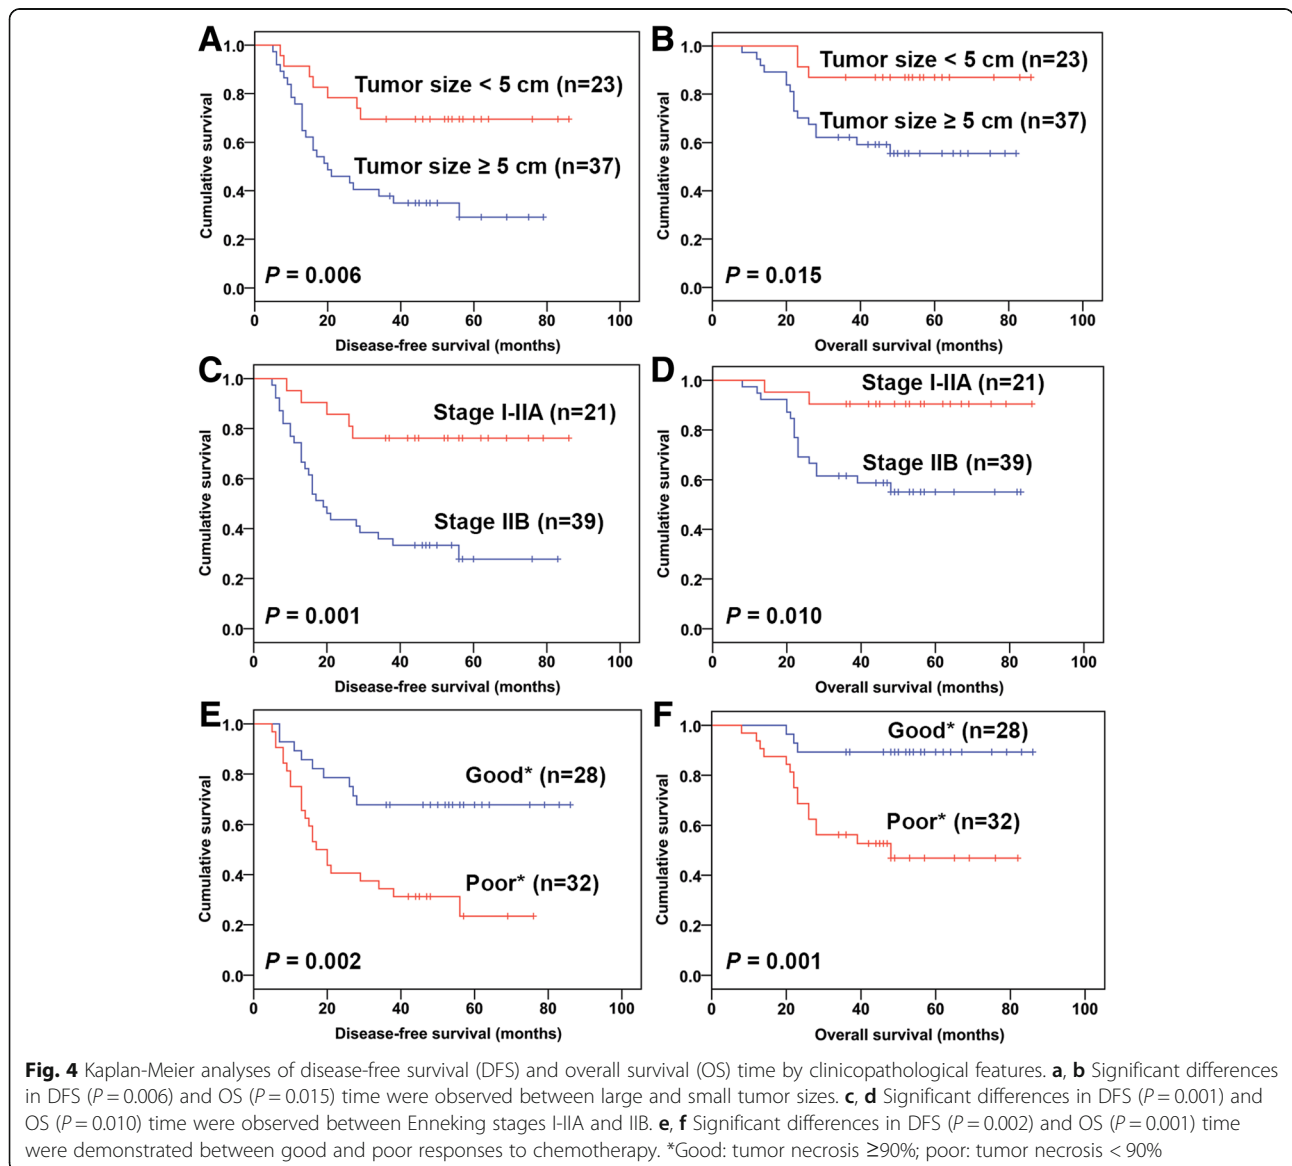 A
1.0
0.8
0.6
0.4
0.2
0.0
Cumulative survival
Tumor size < 5 cm (n=23)
Tumor size ≥ 5 cm (n=37)
P = 0.006
0 20 40 60 80 100
Disease-free survival (months)
B
1.0
0.8
0.6
0.4
0.2
0.0
Cumulative survival
Tumor size < 5 cm (n=23)
Tumor size ≥ 5 cm (n=37)
P = 0.015
0 20 40 60 80 100
Overall survival (months)
C
1.0
0.8
0.6
0.4
0.2
0.0
Cumulative survival
Stage I-IIA (n=21)
Stage IIB (n=39)
P = 0.001
0 20 40 60 80 100
Disease-free survival (months)
D
1.0
0.8
0.6
0.4
0.2
0.0
Cumulative survival
Stage I-IIA (n=21)
Stage IIB (n=39)
P = 0.010
0 20 40 60 80 100
Overall survival (months)
E
1.0
0.8
0.6
0.4
0.2
0.0
Cumulative survival
Good* (n=28)
Poor* (n=32)
P = 0.002
0 20 40 60 80 100
Disease-free survival (months)
F
1.0
0.8
0.6
0.4
0.2
0.0
Cumulative survival
Good* (n=28)
Poor* (n=32)
P = 0.001
0 20 40 60 80 100
Overall survival (months)
Fig. 4 Kaplan-Meier analyses of disease-free survival (DFS) and overall survival (OS) time by clinicopathological features. a, b Significant differences
in DFS (P = 0.006) and OS (P = 0.015) time were observed between large and small tumor sizes. c, d Significant differences in DFS (P = 0.001) and
OS (P = 0.010) time were observed between Enneking stages I-IIA and IIB. e, f Significant differences in DFS (P = 0.002) and OS (P = 0.001) time
were demonstrated between good and poor responses to chemotherapy. *Good: tumor necrosis ≥90%; poor: tumor necrosis < 90%